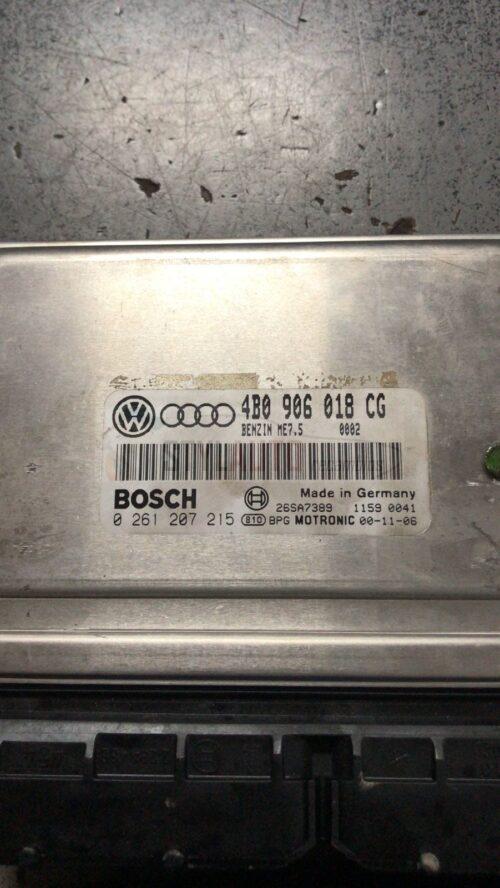 4B0 906 018 CG
BENZIN ME7.5 0002
BOSCH Made in Germany
26SA7389 1159 0041
0 261 207 215 810 BPG MOTRONIC 00-11-06